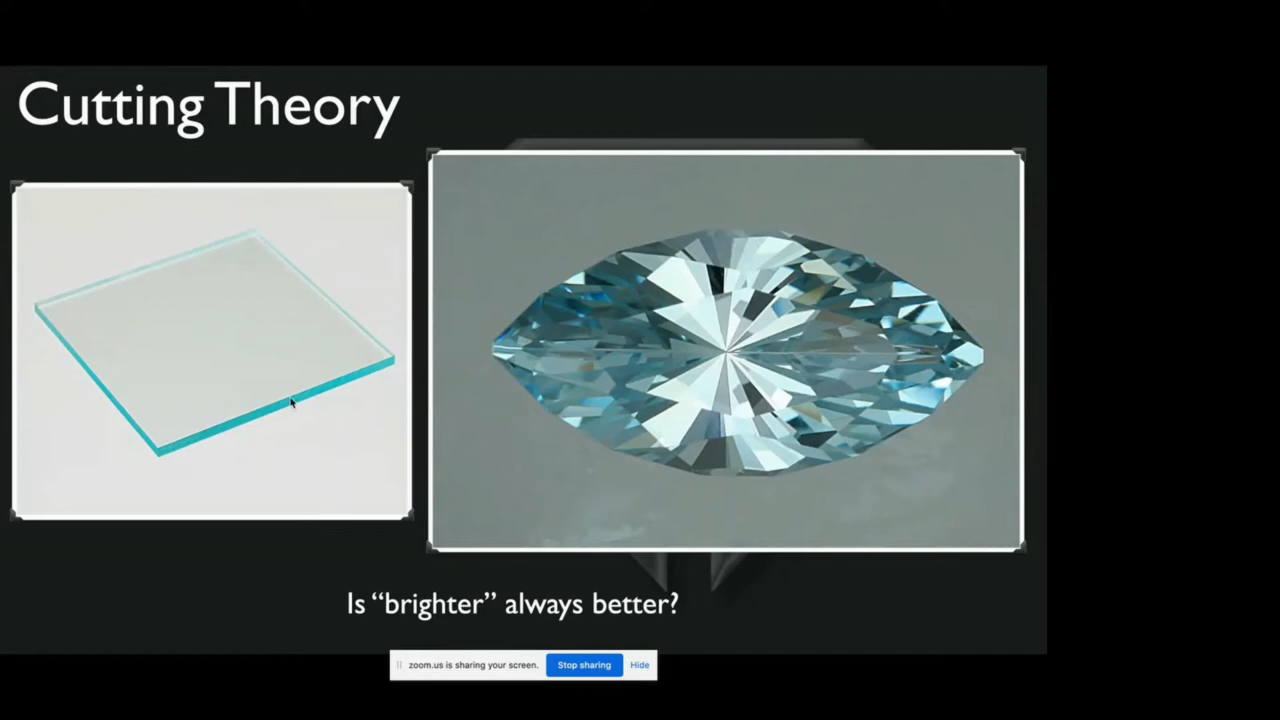 Cutting Theory
Is “brighter” always better?
zoom.us is sharing your screen. Stop sharing Hide